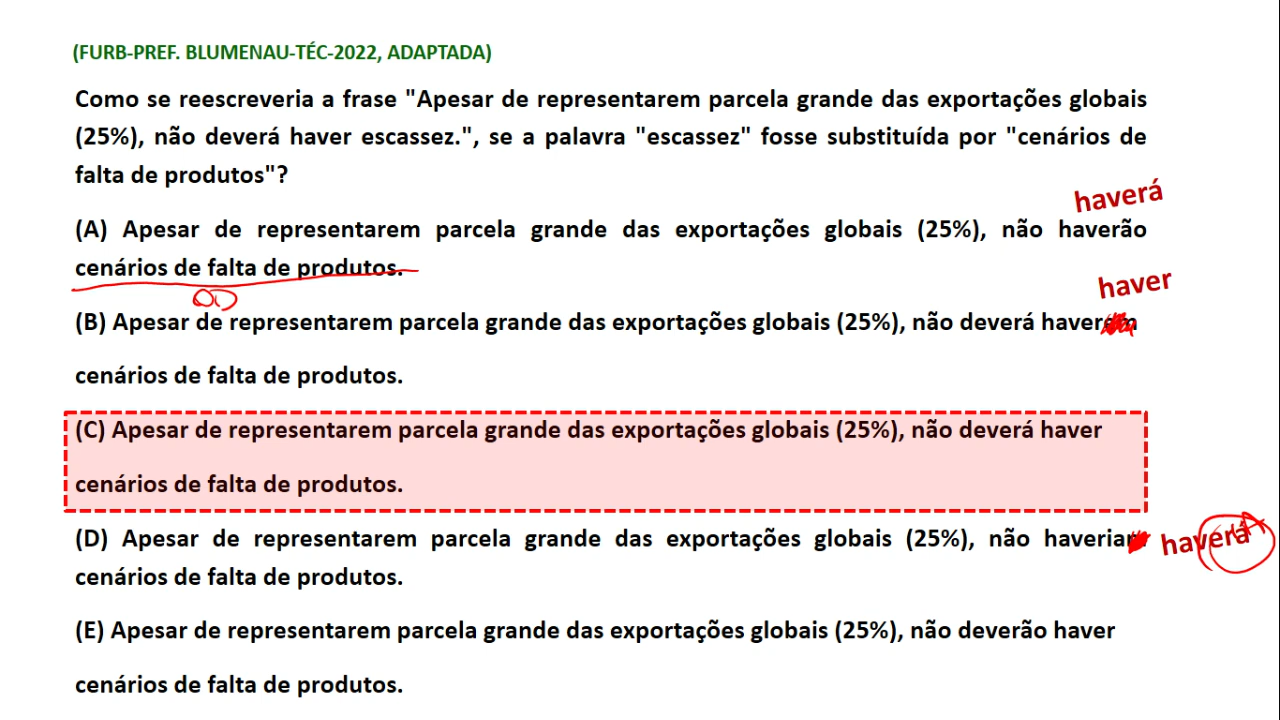 (FURB-PREF. BLUMENAU-TÉC-2022, ADAPTADA)
Como se reescreveria a frase "Apesar de representarem parcela grande das exportações globais
(25%), não deverá haver escassez.", se a palavra "escassez" fosse substituída por "cenários de
falta de produtos"?
haverá
(A) Apesar de representarem parcela grande das exportações globais (25%), não haverão
cenários de falta de produtos.
OD
haver
(B) Apesar de representarem parcela grande das exportações globais (25%), não deverá haverem
cenários de falta de produtos.
(C) Apesar de representarem parcela grande das exportações globais (25%), não deverá haver
cenários de falta de produtos.
(D) Apesar de representarem parcela grande das exportações globais (25%), não haveriam haverá
cenários de falta de produtos.
(E) Apesar de representarem parcela grande das exportações globais (25%), não deverão haver
cenários de falta de produtos.